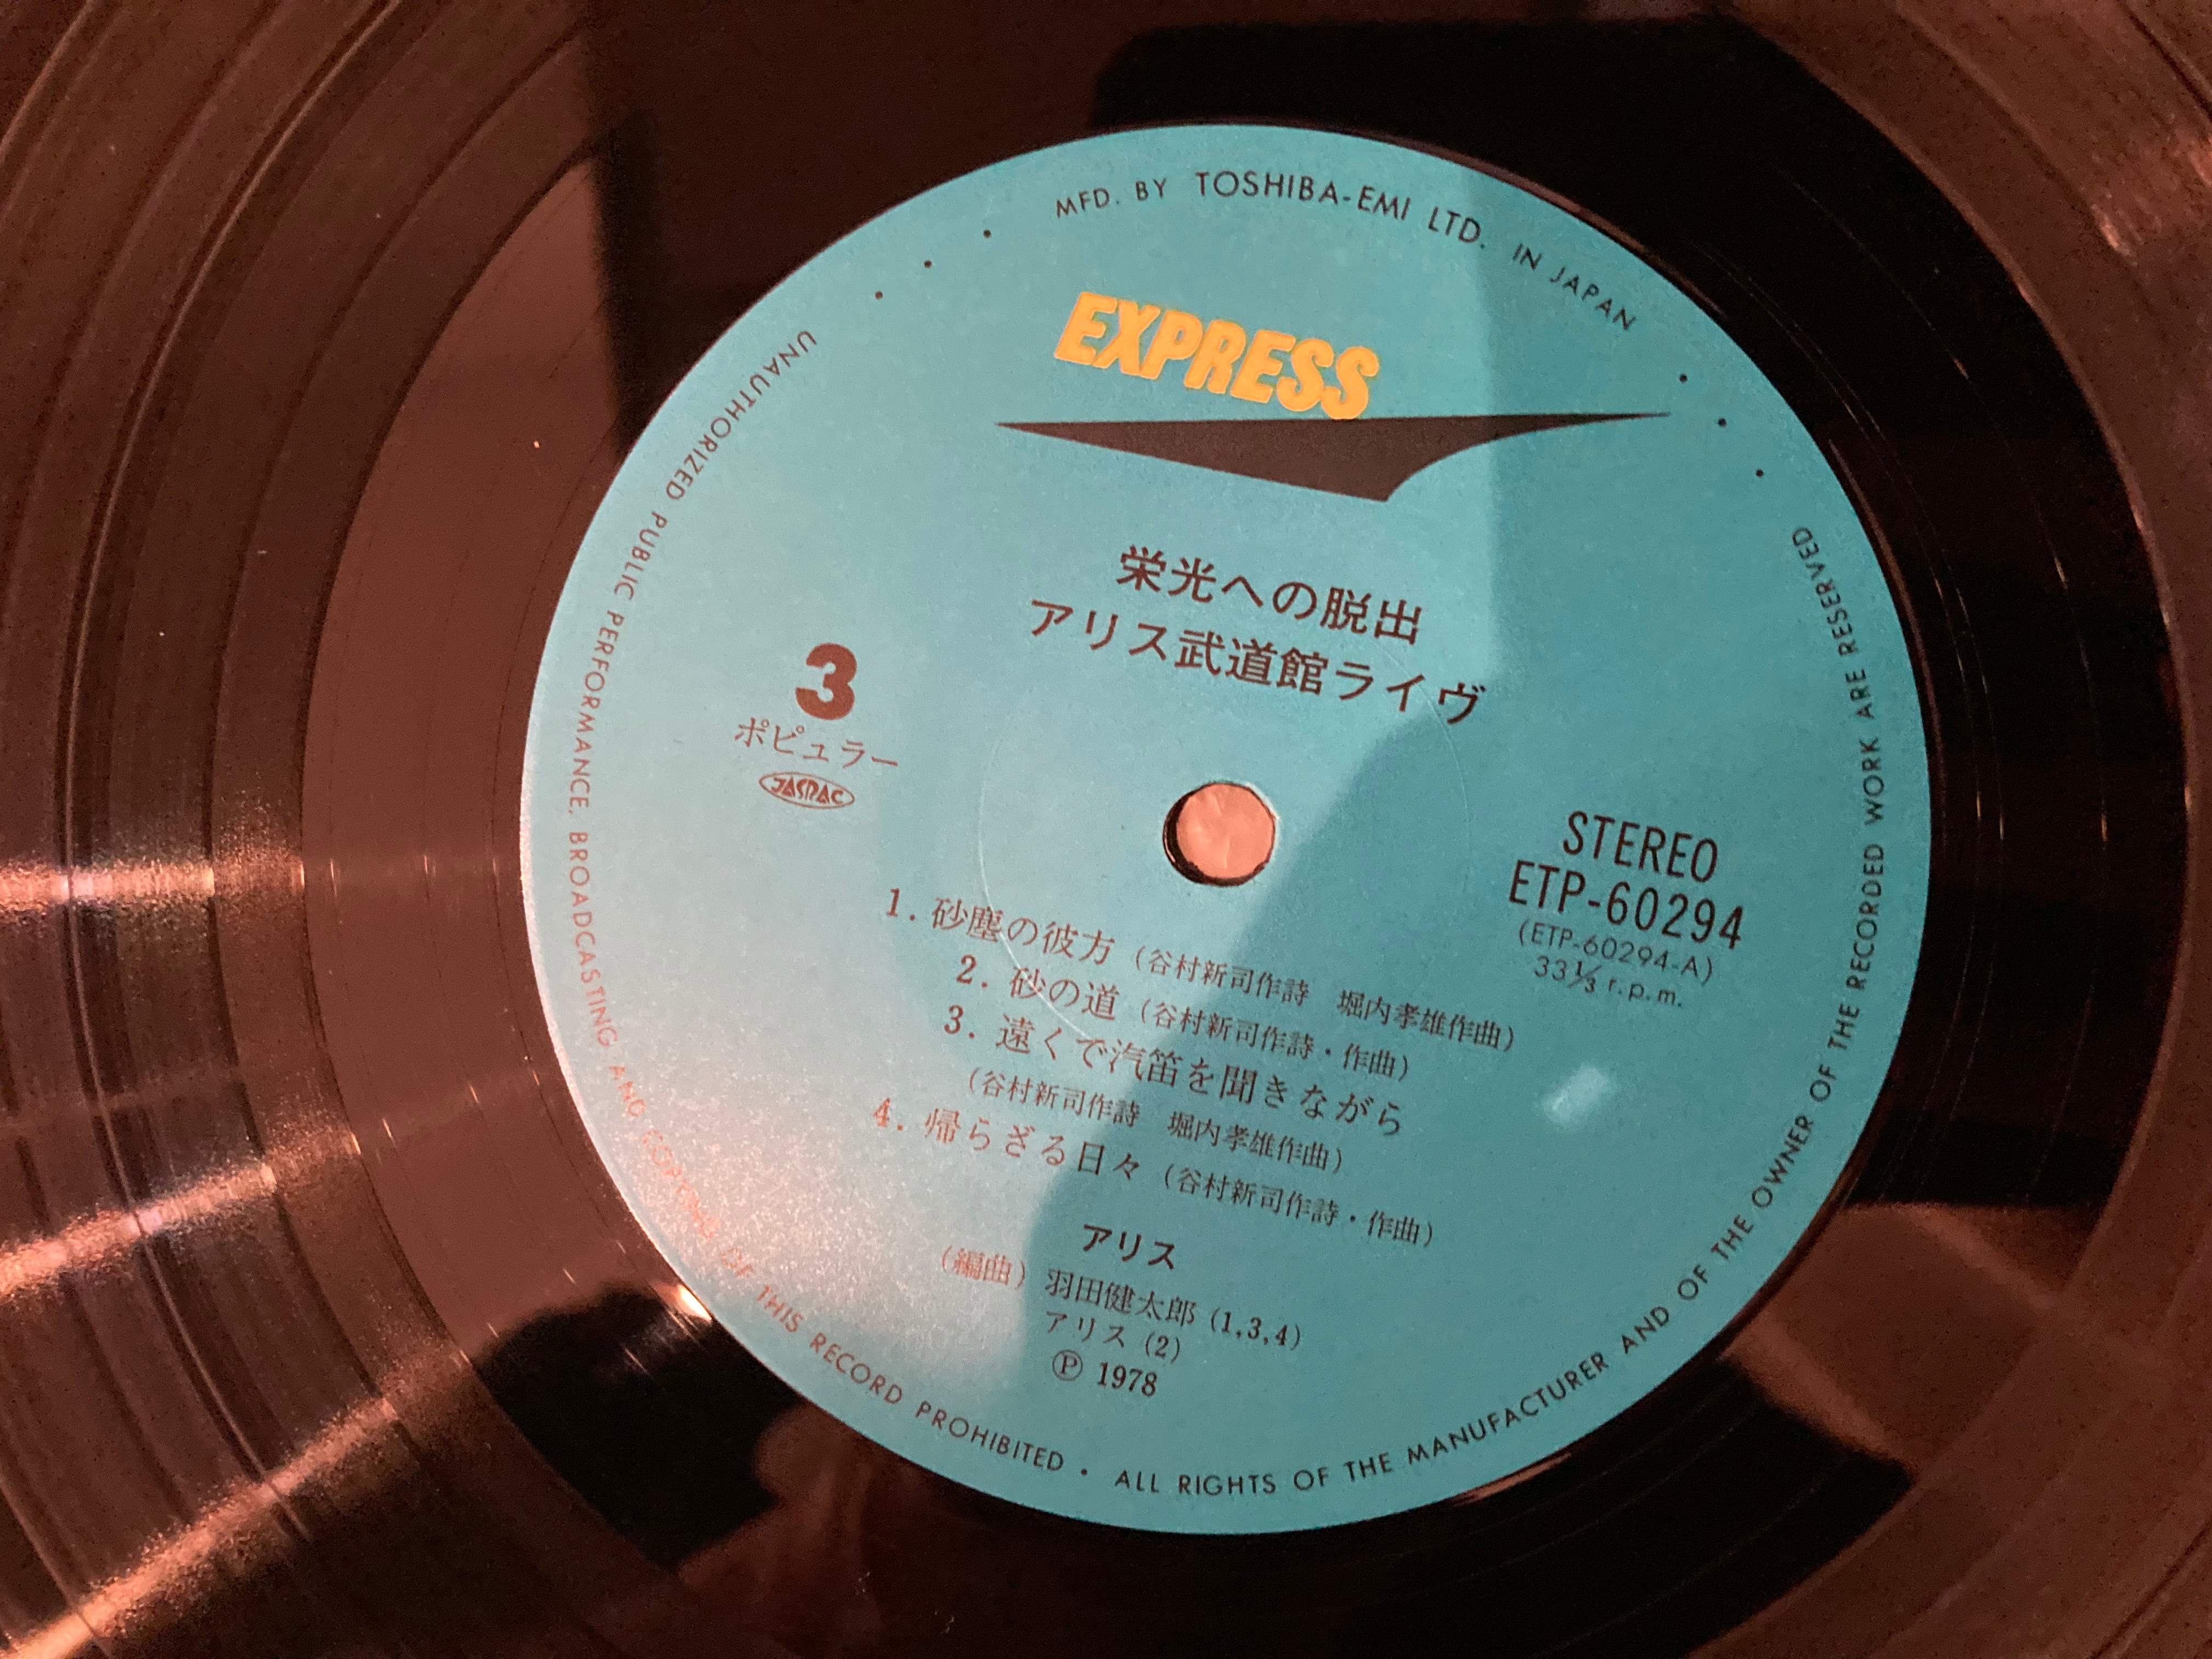 MFD. BY TOSHIBA-EMI LTD. IN JAPAN
EXPRESS
栄光への脱出
アリス武道館ライヴ
3
ポピュラー
JASRAC
STEREO
ETP-60294
(ETP-60294-A)
33⅓ r.p.m.
1. 砂塵の彼方 (谷村新司作詩 堀内孝雄作曲)
2. 砂の道 (谷村新司作詩・作曲)
3. 遠くで汽笛を聞きながら
(谷村新司作詩 堀内孝雄作曲)
4. 帰らざる日々 (谷村新司作詩・作曲)
アリス
(編曲) 羽田健太郎 (1,3,4)
アリス (2)
Ⓟ 1978
UNAUTHORIZED PUBLIC PERFORMANCE, BROADCASTING AND COPYING OF THIS RECORD PROHIBITED • ALL RIGHTS OF THE MANUFACTURER AND OF THE OWNER OF THE RECORDED WORK ARE RESERVED